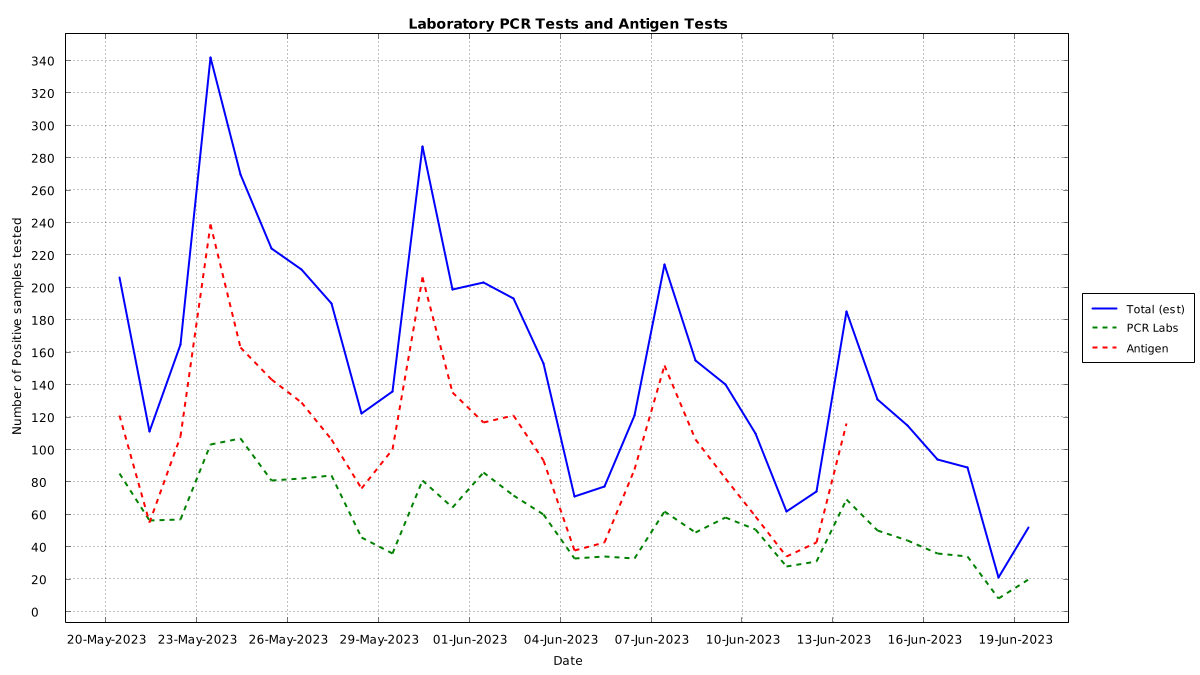 Laboratory PCR Tests and Antigen Tests
Number of Positive samples tested
340
320
300
280
260
240
220
200
180
160
140
120
100
80
60
40
20
0
20-May-2023 23-May-2023 26-May-2023 29-May-2023 01-Jun-2023 04-Jun-2023 07-Jun-2023 10-Jun-2023 13-Jun-2023 16-Jun-2023 19-Jun-2023
Date
Total (est)
PCR Labs
Antigen